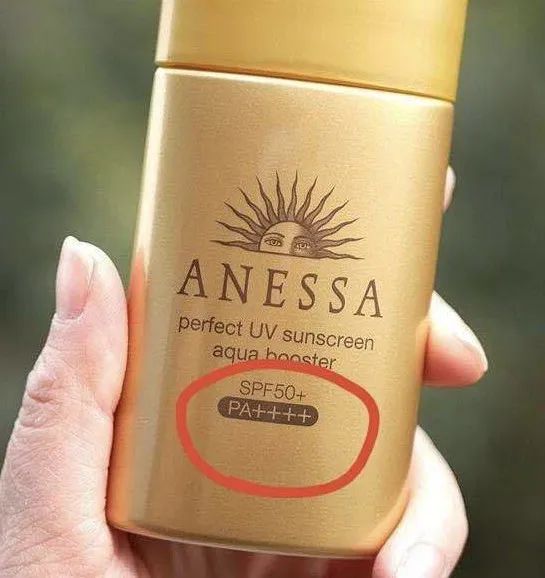 ANESSA
perfect UV sunscreen
aqua booster
SPF50+
PA++++